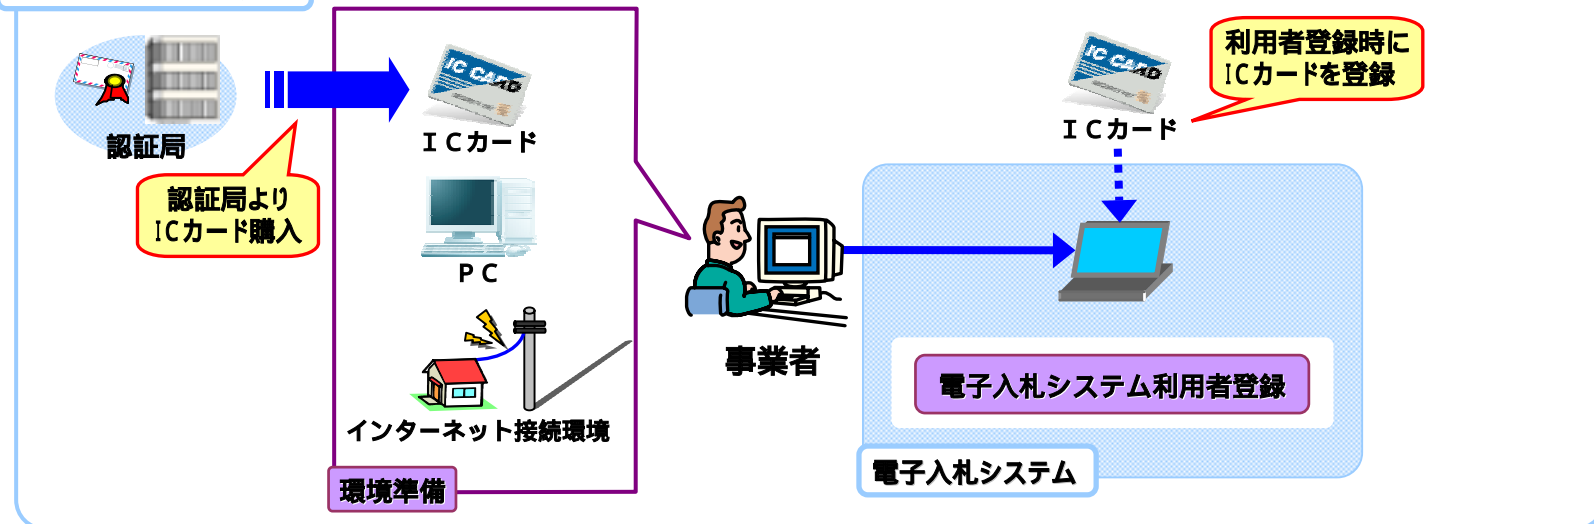 認証局
認証局より
ICカード購入
IC CARD
ICカード
PC
インターネット接続環境
環境準備
事業者
IC CARD
ICカード
利用者登録時に
ICカードを登録
電子入札システム利用者登録
電子入札システム